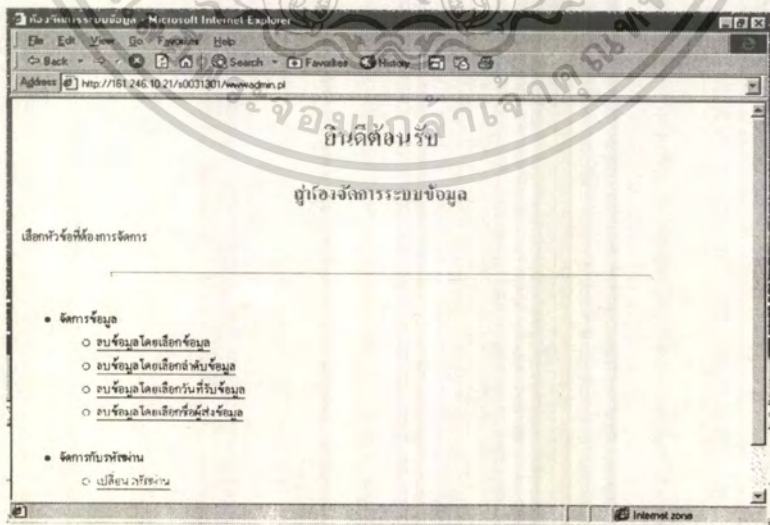 ห้องจัดการระบบข้อมูล - Microsoft Internet Explorer
File Edit View Go Favorites Help
Back Search Favorites History
Address http://161.246.10.21/s0031301/wwwadmin.pl
ยินดีต้อนรับ
สู่ห้องจัดการระบบข้อมูล
เลือกหัวข้อที่ต้องการจัดการ
• จัดการข้อมูล
○ ลบข้อมูลโดยเลือกข้อมูล
○ ลบข้อมูลโดยเลือกลำดับข้อมูล
○ ลบข้อมูลโดยเลือกวันที่รับข้อมูล
○ ลบข้อมูลโดยเลือกชื่อผู้ส่งข้อมูล
• จัดการกับรหัสผ่าน
○ เปลี่ยนรหัสผ่าน
Internet zone